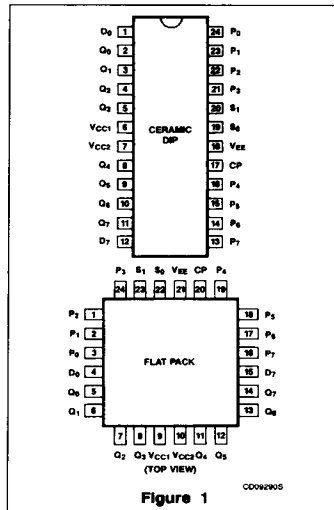 D0 1 24 P0
Q0 2 23 P1
Q1 3 22 P2
Q2 4 21 P3
Q3 5 20 S1
VCC1 6 19 S0
VCC2 7 18 VEE
Q4 8 17 CP
Q5 9 16 P4
Q6 10 15 P5
Q7 11 14 P6
D7 12 13 P7
CERAMIC
DIP
P3 S1 S0 VEE CP P4
24 23 22 21 20 19
P2 1 18 P5
P1 2 17 P6
P0 3 16 P7
D0 4 15 D7
Q0 5 14 Q7
Q1 6 13 Q6
FLAT PACK
7 8 9 10 11 12
Q2 Q3 VCC1 VCC2 Q4 Q5
(TOP VIEW)
CD09290S
Figure 1